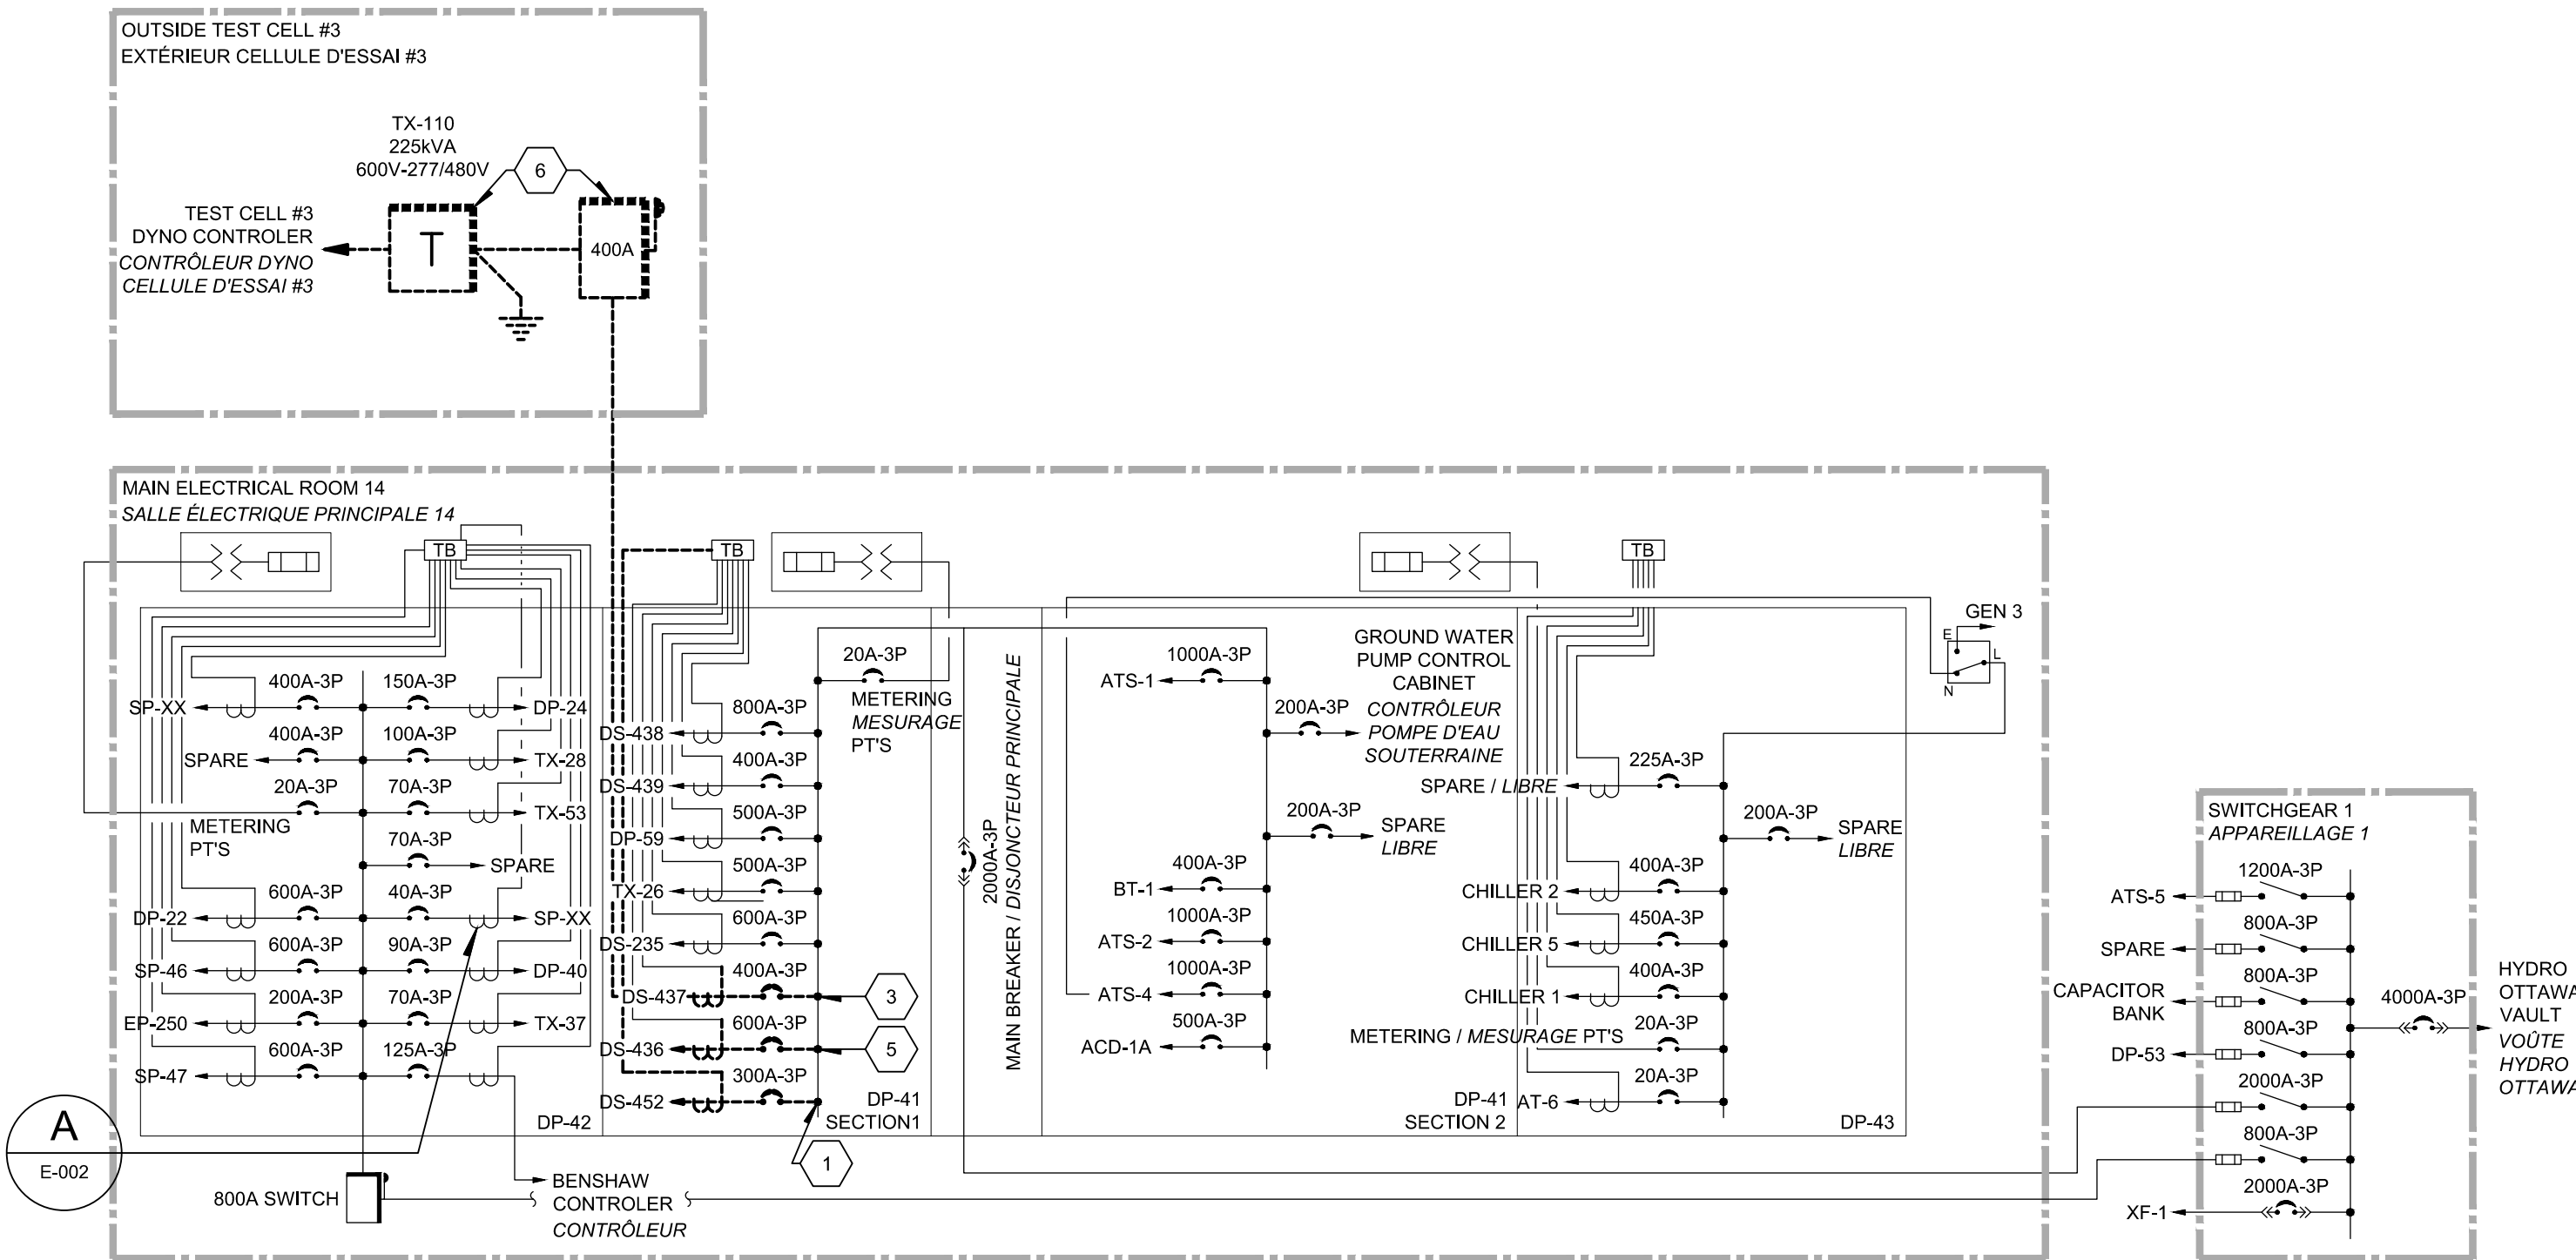 OUTSIDE TEST CELL #3
EXTÉRIEUR CELLULE D'ESSAI #3
TX-110
225kVA
600V-277/480V
6
TEST CELL #3
DYNO CONTROLER
CONTRÔLEUR DYNO
CELLULE D'ESSAI #3
T
400A
MAIN ELECTRICAL ROOM 14
SALLE ÉLECTRIQUE PRINCIPALE 14
TB
400A-3P
150A-3P
SP-XX
DP-24
400A-3P
100A-3P
SPARE
TX-28
20A-3P
70A-3P
TX-53
METERING
PT'S
70A-3P
SPARE
600A-3P
40A-3P
DP-22
SP-XX
600A-3P
90A-3P
SP-46
DP-40
200A-3P
70A-3P
EP-250
TX-37
600A-3P
125A-3P
SP-47
DP-42
A
E-002
800A SWITCH
BENSHAW
CONTROLER
CONTRÔLEUR
TB
20A-3P
METERING
MESURAGE
PT'S
800A-3P
DS-438
400A-3P
DS-439
500A-3P
DP-59
500A-3P
TX-26
600A-3P
DS-235
400A-3P
DS-437
3
600A-3P
DS-436
5
300A-3P
DS-452
DP-41
SECTION1
1
2000A-3P
MAIN BREAKER / DISJONCTEUR PRINCIPALE
1000A-3P
ATS-1
200A-3P
GROUND WATER
PUMP CONTROL
CABINET
CONTRÔLEUR
POMPE D'EAU
SOUTERRAINE
200A-3P
SPARE
LIBRE
400A-3P
BT-1
1000A-3P
ATS-2
1000A-3P
ATS-4
500A-3P
ACD-1A
DP-41
SECTION 2
TB
225A-3P
SPARE / LIBRE
200A-3P
SPARE
LIBRE
400A-3P
CHILLER 2
450A-3P
CHILLER 5
400A-3P
CHILLER 1
20A-3P
METERING / MESURAGE PT'S
20A-3P
AT-6
DP-43
GEN 3
E
L
N
SWITCHGEAR 1
APPAREILLAGE 1
1200A-3P
ATS-5
800A-3P
SPARE
800A-3P
CAPACITOR
BANK
4000A-3P
HYDRO
OTTAWA
VAULT
VOÛTE
HYDRO
OTTAWA
800A-3P
DP-53
2000A-3P
800A-3P
2000A-3P
XF-1